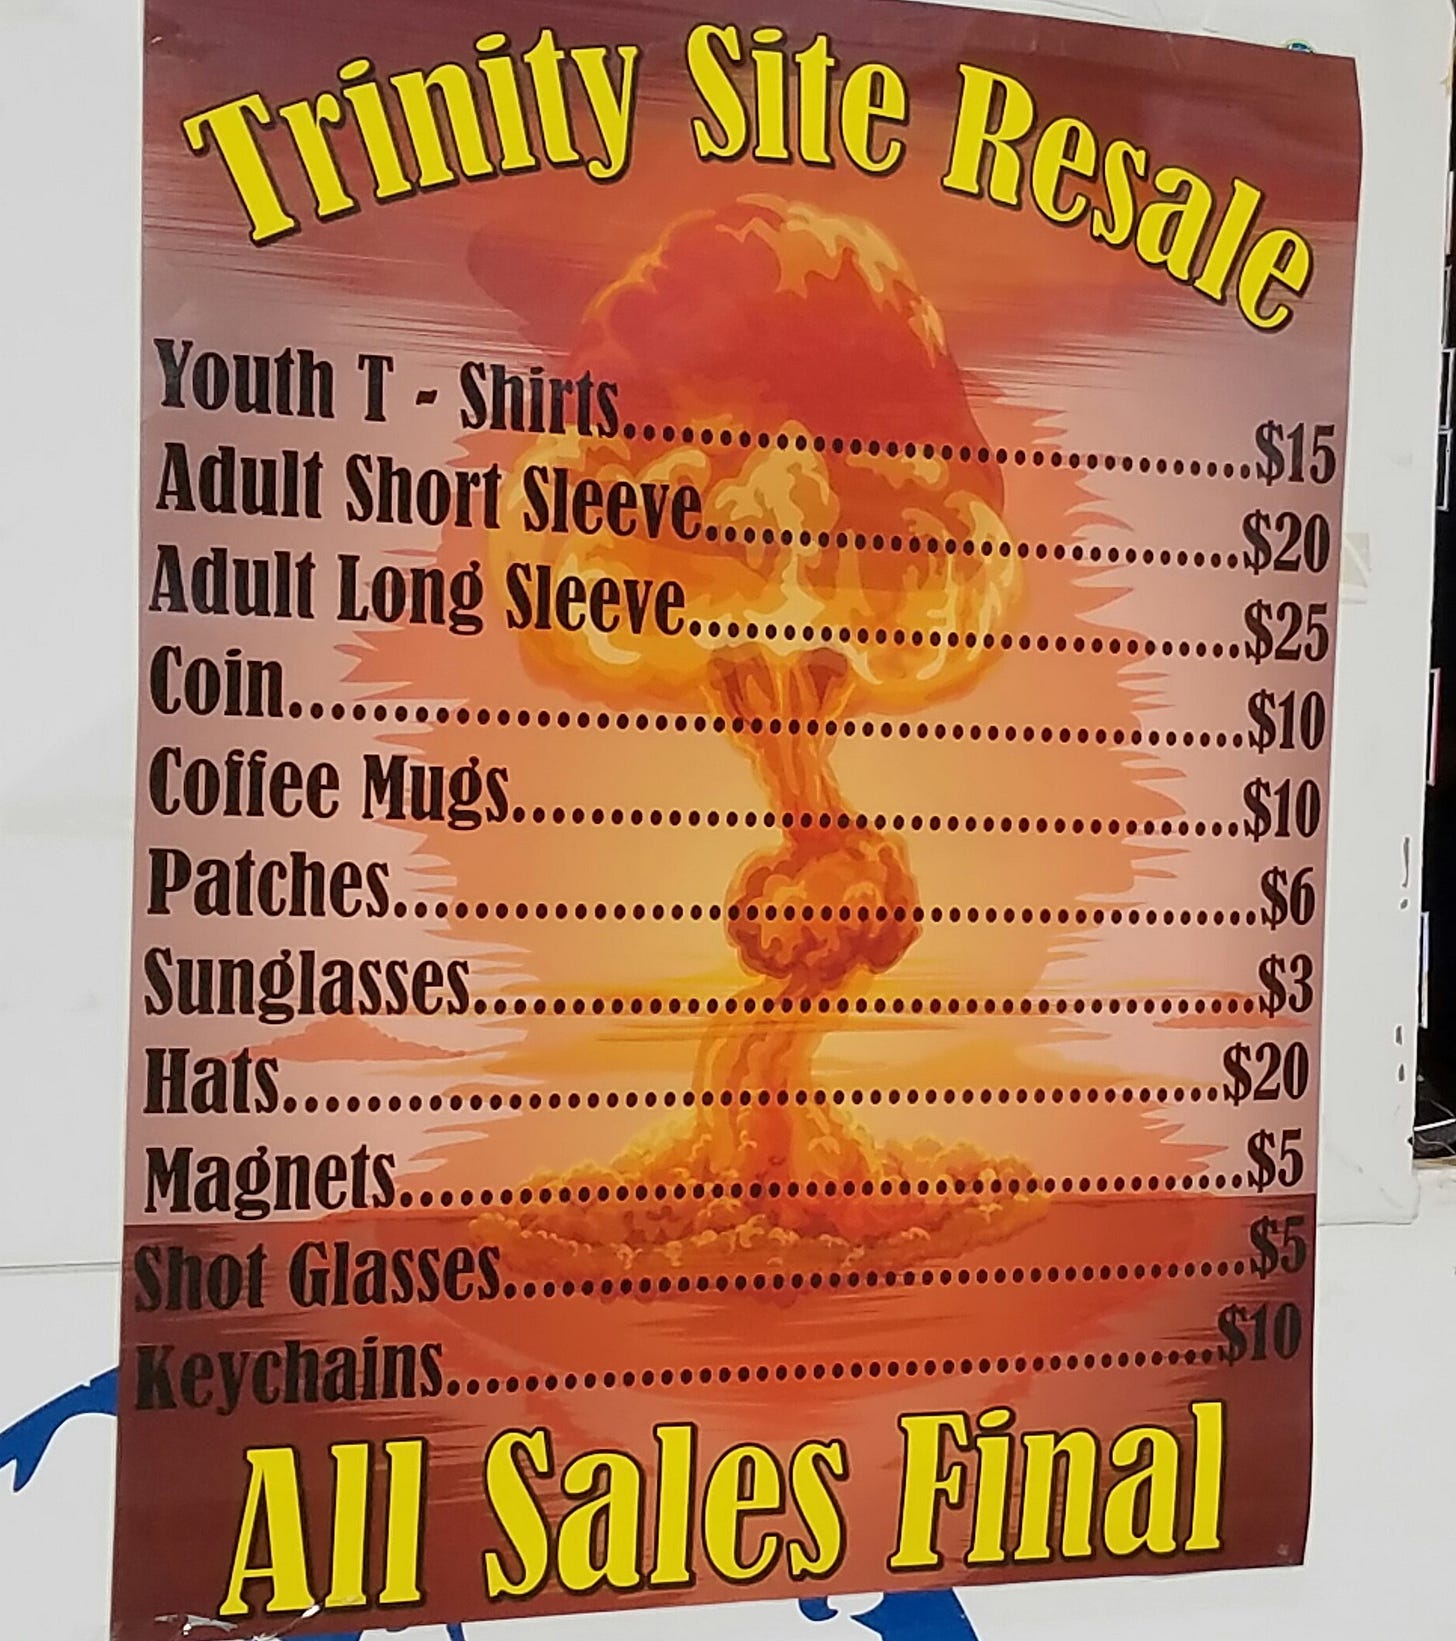 Trinity Site Resale
Youth T - Shirts........................................$15
Adult Short Sleeve..................................$20
Adult Long Sleeve...................................$25
Coin..........................................................$10
Coffee Mugs.............................................$10
Patches.....................................................$6
Sunglasses................................................$3
Hats..........................................................$20
Magnets....................................................$5
Shot Glasses..............................................$5
Keychains.................................................$10
All Sales Final